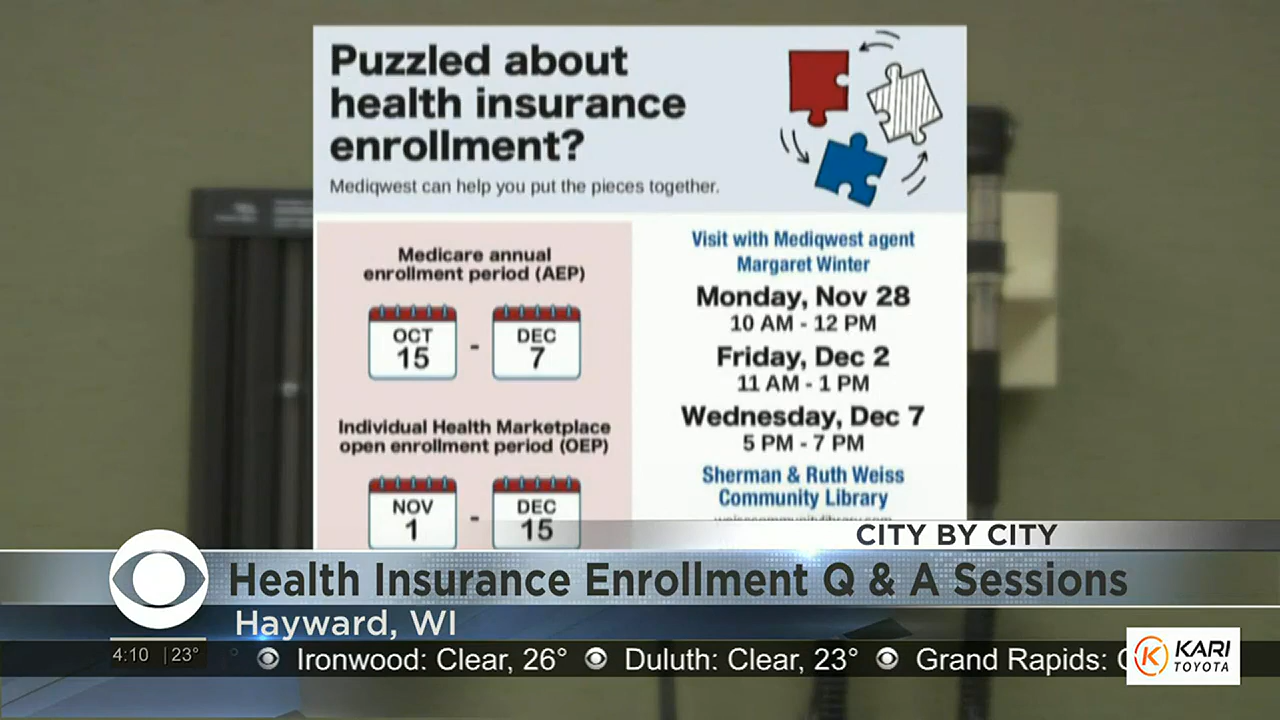 Puzzled about
health insurance
enrollment?
Mediqwest can help you put the pieces together.
Medicare annual
enrollment period (AEP)
OCT
15
-
DEC
7
Individual Health Marketplace
open enrollment period (OEP)
NOV
1
-
DEC
15
Visit with Mediqwest agent
Margaret Winter
Monday, Nov 28
10 AM - 12 PM
Friday, Dec 2
11 AM - 1 PM
Wednesday, Dec 7
5 PM - 7 PM
Sherman & Ruth Weiss
Community Library
CITY BY CITY
Health Insurance Enrollment Q & A Sessions
Hayward, WI
4:10 | 23°
Ironwood: Clear, 26° Duluth: Clear, 23° Grand Rapids:
KARI
TOYOTA